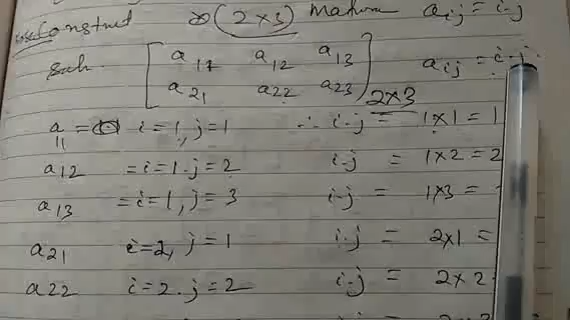 Construct (2×3) Matrix aij = i-j
such [ a11 a12 a13 aij = i-j
a21 a22 a23 ] 2×3
a11 = i=1, j=1 ∴ i-j = 1×1 = 1
a12 = i=1. j=2 i-j = 1×2 = 2
a13 = i=1, j=3 i-j = 1×3 =
a21 i=2, j=1 i-j = 2×1 =
a22 i=2. j=2 i-j = 2×2